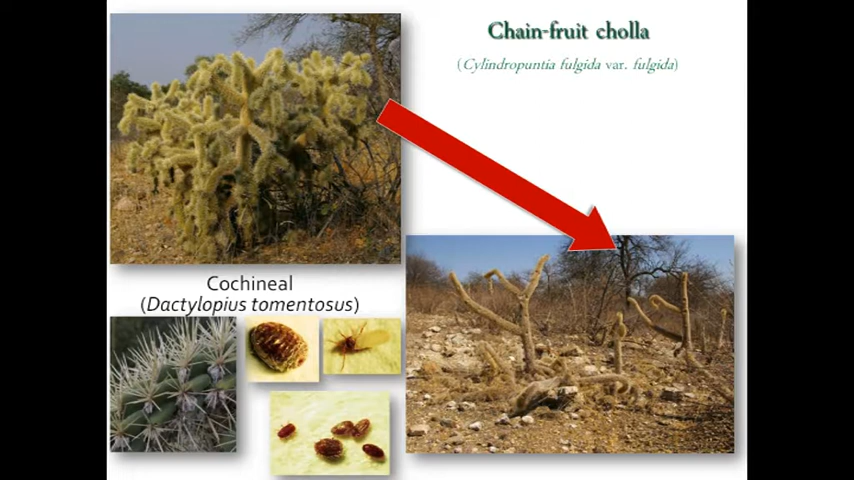 Chain-fruit cholla
(Cylindropuntia fulgida var. fulgida)
Cochineal
(Dactylopius tomentosus)